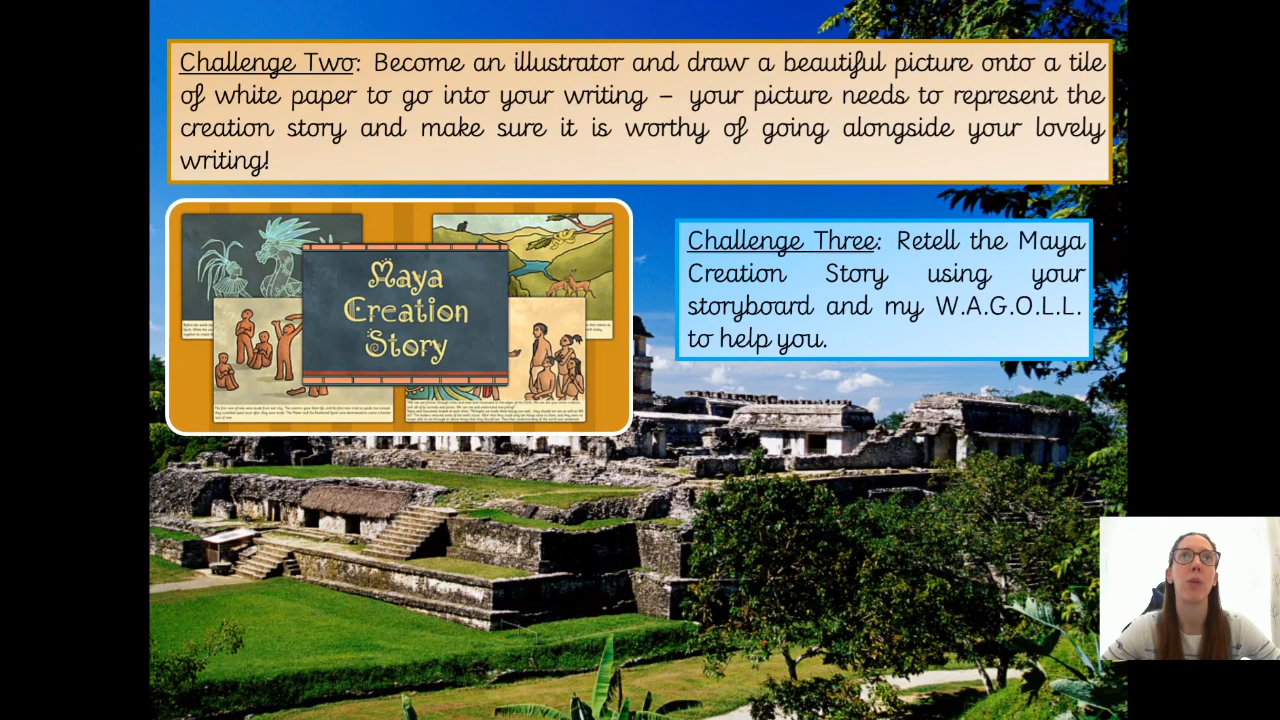 Challenge Two: Become an illustrator and draw a beautiful picture onto a tile
of white paper to go into your writing – your picture needs to represent the
creation story and make sure it is worthy of going alongside your lovely
writing!
Maya
Creation
Story
Challenge Three: Retell the Maya
Creation Story using your
storyboard and my W.A.G.O.L.L.
to help you.